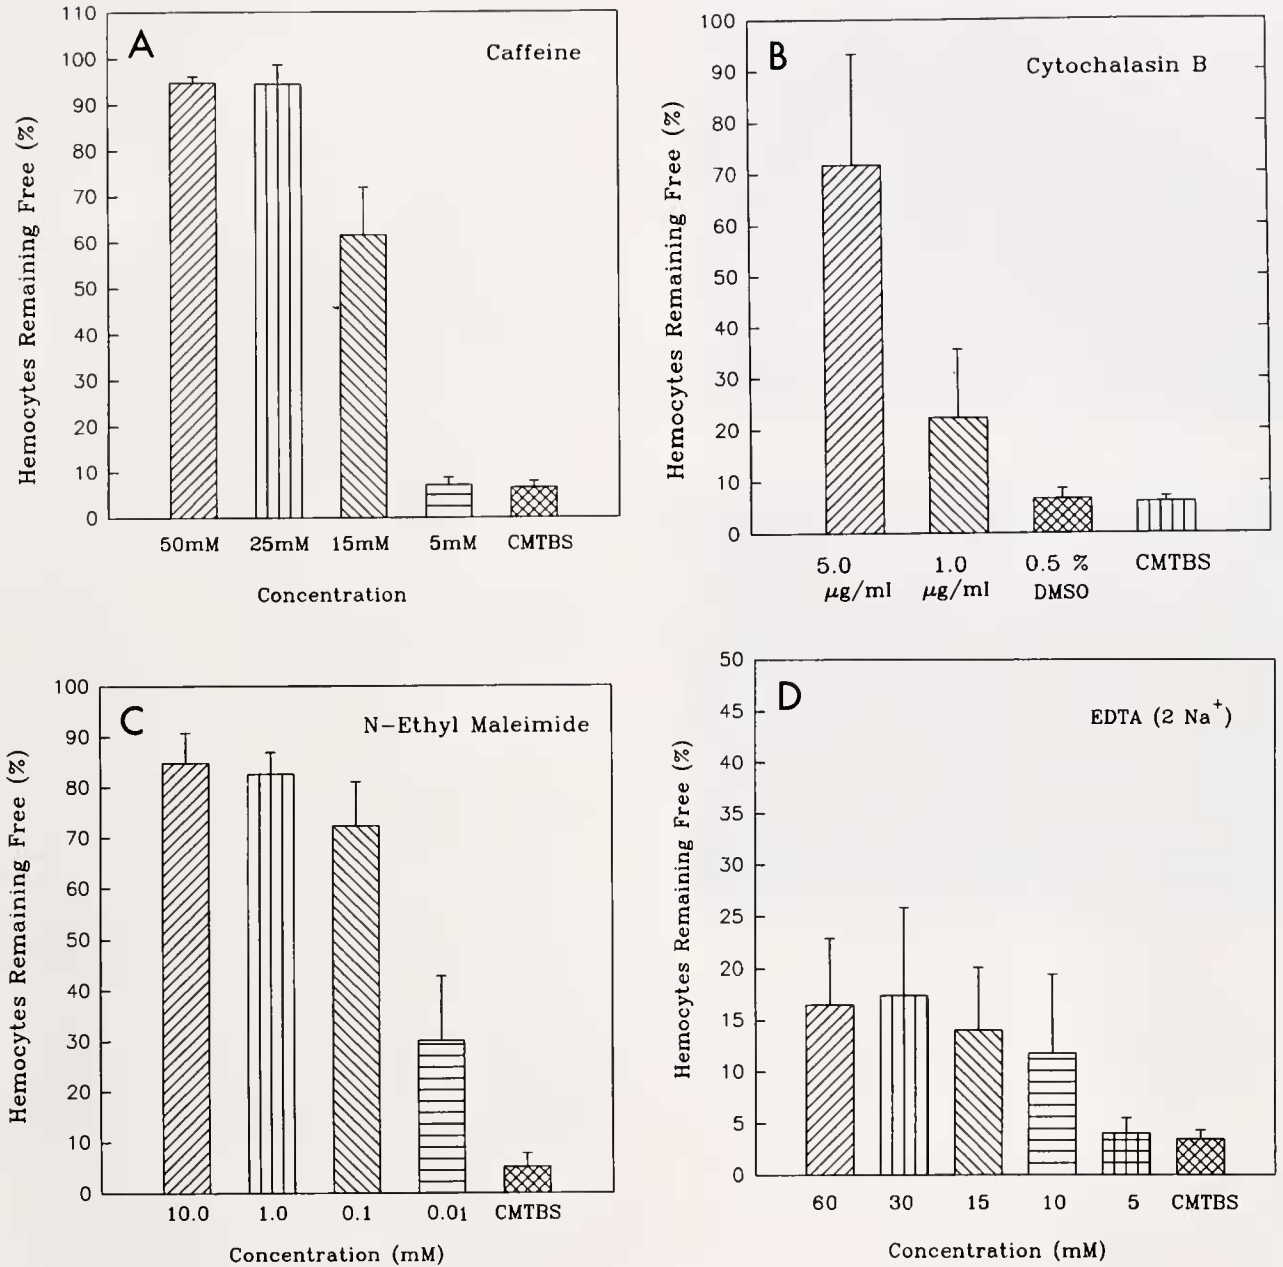 A
Caffeine
Hemocytes Remaining Free (%)
110
100
90
80
70
60
50
40
30
20
10
0
50mM 25mM 15mM 5mM CMTBS
Concentration
B
Cytochalasin B
Hemocytes Remaining Free (%)
100
90
80
70
60
50
40
30
20
10
0
5.0 1.0 0.5 % CMTBS
μg/ml μg/ml DMSO
C
N-Ethyl Maleimide
Hemocytes Remaining Free (%)
100
90
80
70
60
50
40
30
20
10
0
10.0 1.0 0.1 0.01 CMTBS
Concentration (mM)
D
EDTA (2 Na+)
Hemocytes Remaining Free (%)
50
45
40
35
30
25
20
15
10
5
0
60 30 15 10 5 CMTBS
Concentration (mM)